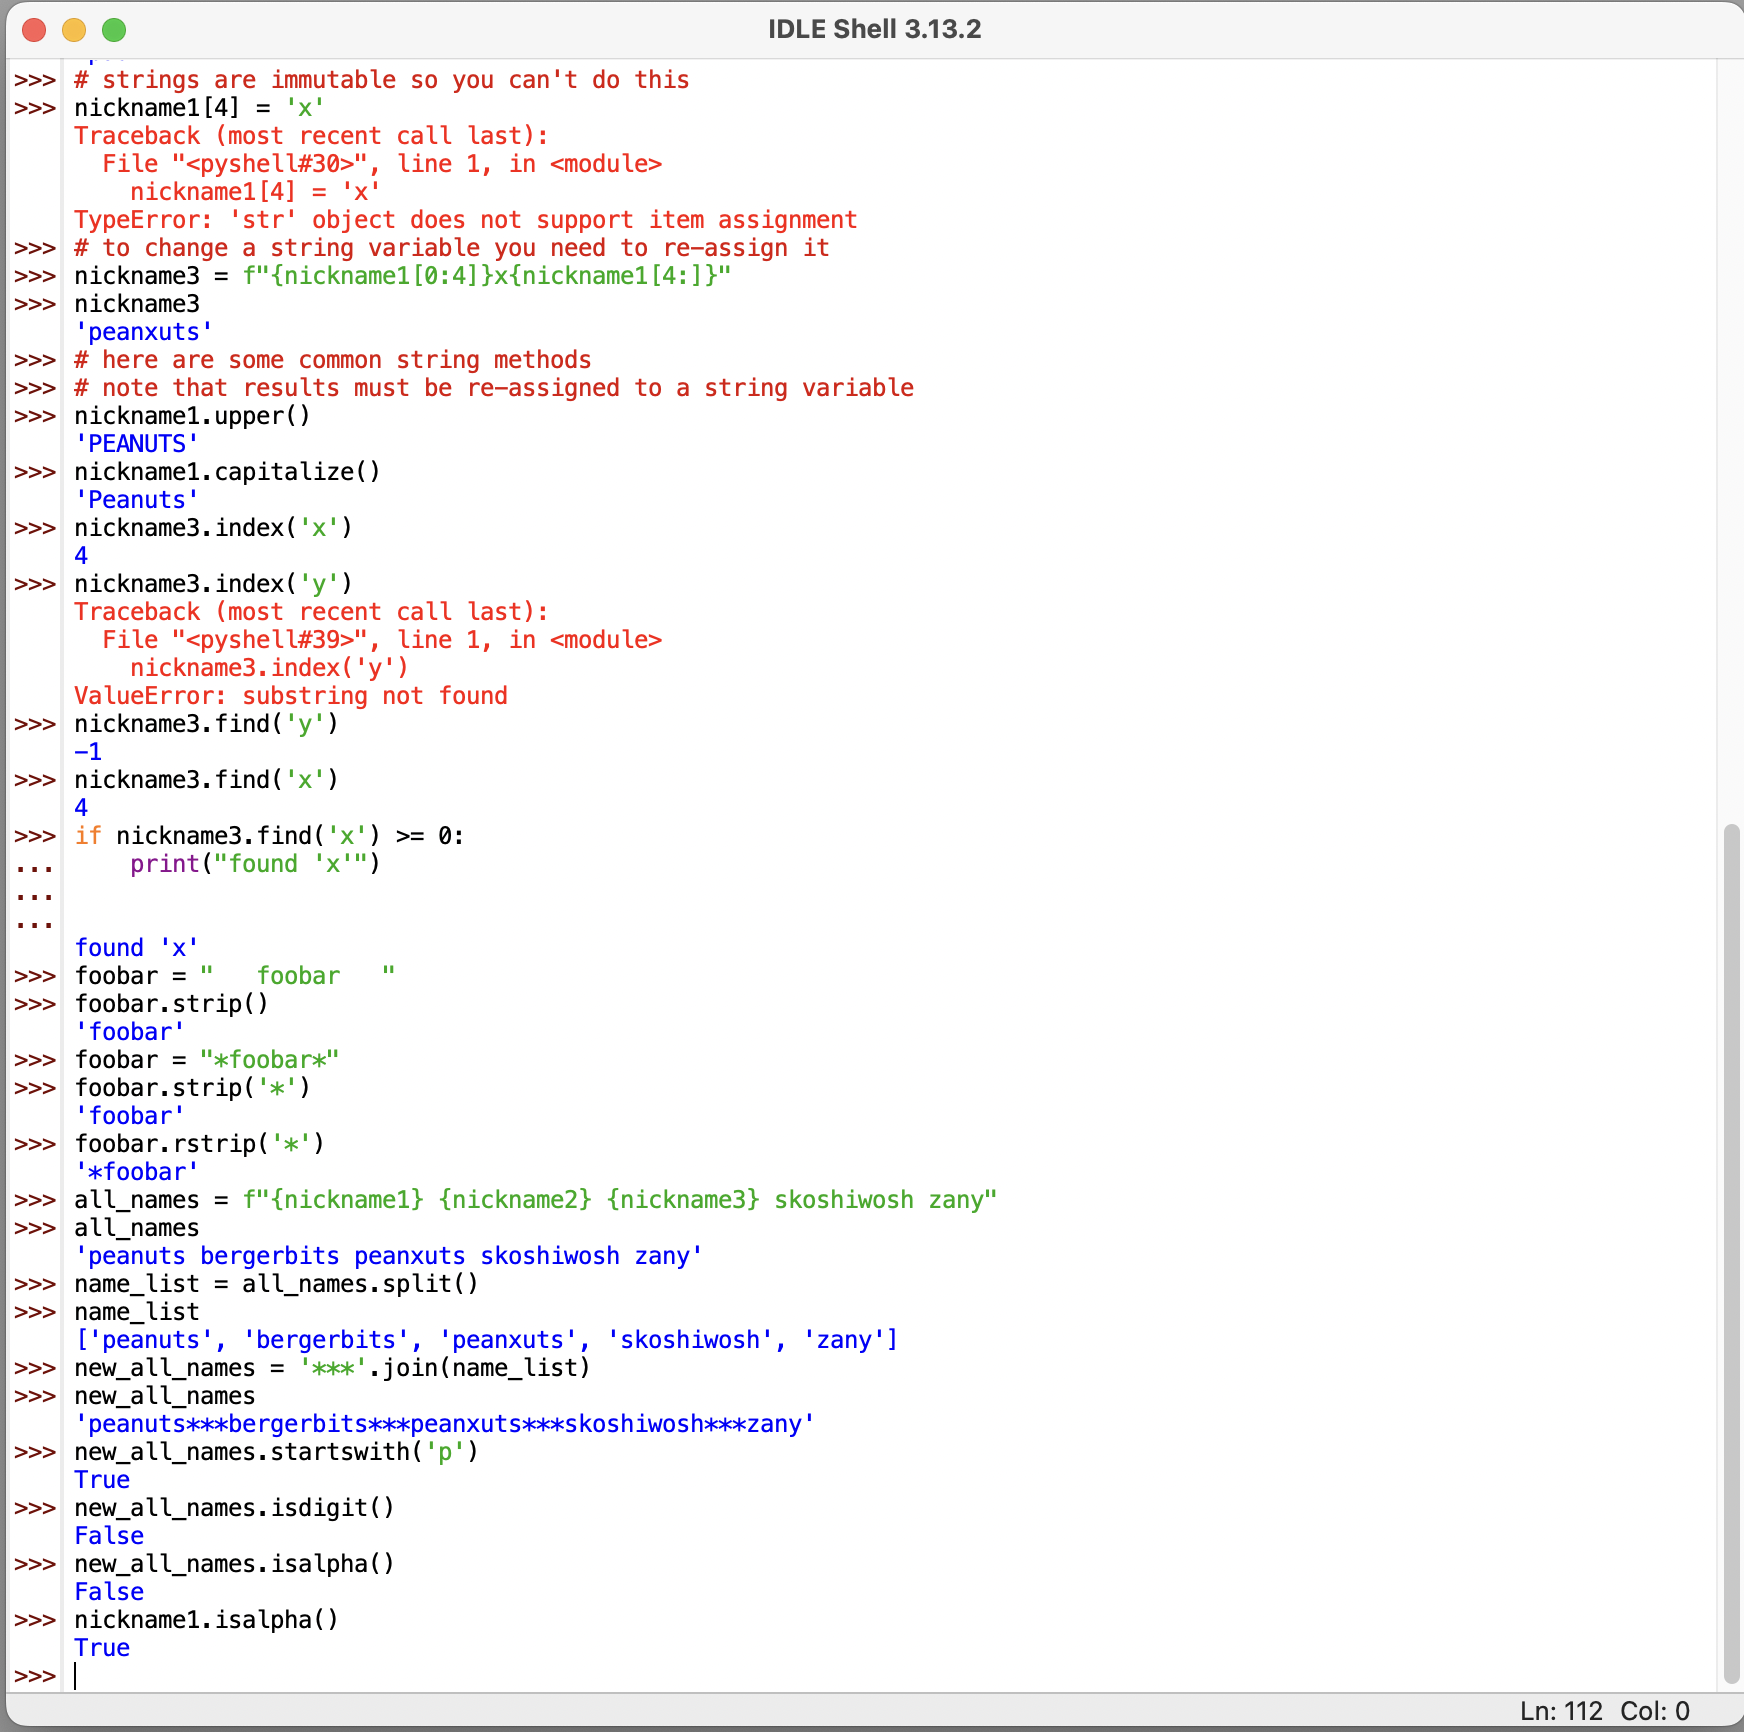 IDLE Shell 3.13.2
>>> # strings are immutable so you can't do this
>>> nickname1[4] = 'x'
Traceback (most recent call last):
  File "<pyshell#30>", line 1, in <module>
    nickname1[4] = 'x'
TypeError: 'str' object does not support item assignment
>>> # to change a string variable you need to re-assign it
>>> nickname3 = f"{nickname1[0:4]}x{nickname1[4:]}"
>>> nickname3
'peanxuts'
>>> # here are some common string methods
>>> # note that results must be re-assigned to a string variable
>>> nickname1.upper()
'PEANUTS'
>>> nickname1.capitalize()
'Peanuts'
>>> nickname3.index('x')
4
>>> nickname3.index('y')
Traceback (most recent call last):
  File "<pyshell#39>", line 1, in <module>
    nickname3.index('y')
ValueError: substring not found
>>> nickname3.find('y')
-1
>>> nickname3.find('x')
4
>>> if nickname3.find('x') >= 0:
...     print("found 'x'")
...
...
found 'x'
>>> foobar = "   foobar   "
>>> foobar.strip()
'foobar'
>>> foobar = "*foobar*"
>>> foobar.strip('*')
'foobar'
>>> foobar.rstrip('*')
'*foobar'
>>> all_names = f"{nickname1} {nickname2} {nickname3} skoshiwosh zany"
>>> all_names
'peanuts bergerbits peanxuts skoshiwosh zany'
>>> name_list = all_names.split()
>>> name_list
['peanuts', 'bergerbits', 'peanxuts', 'skoshiwosh', 'zany']
>>> new_all_names = '***'.join(name_list)
>>> new_all_names
'peanuts***bergerbits***peanxuts***skoshiwosh***zany'
>>> new_all_names.startswith('p')
True
>>> new_all_names.isdigit()
False
>>> new_all_names.isalpha()
False
>>> nickname1.isalpha()
True
>>>
Ln: 112 Col: 0